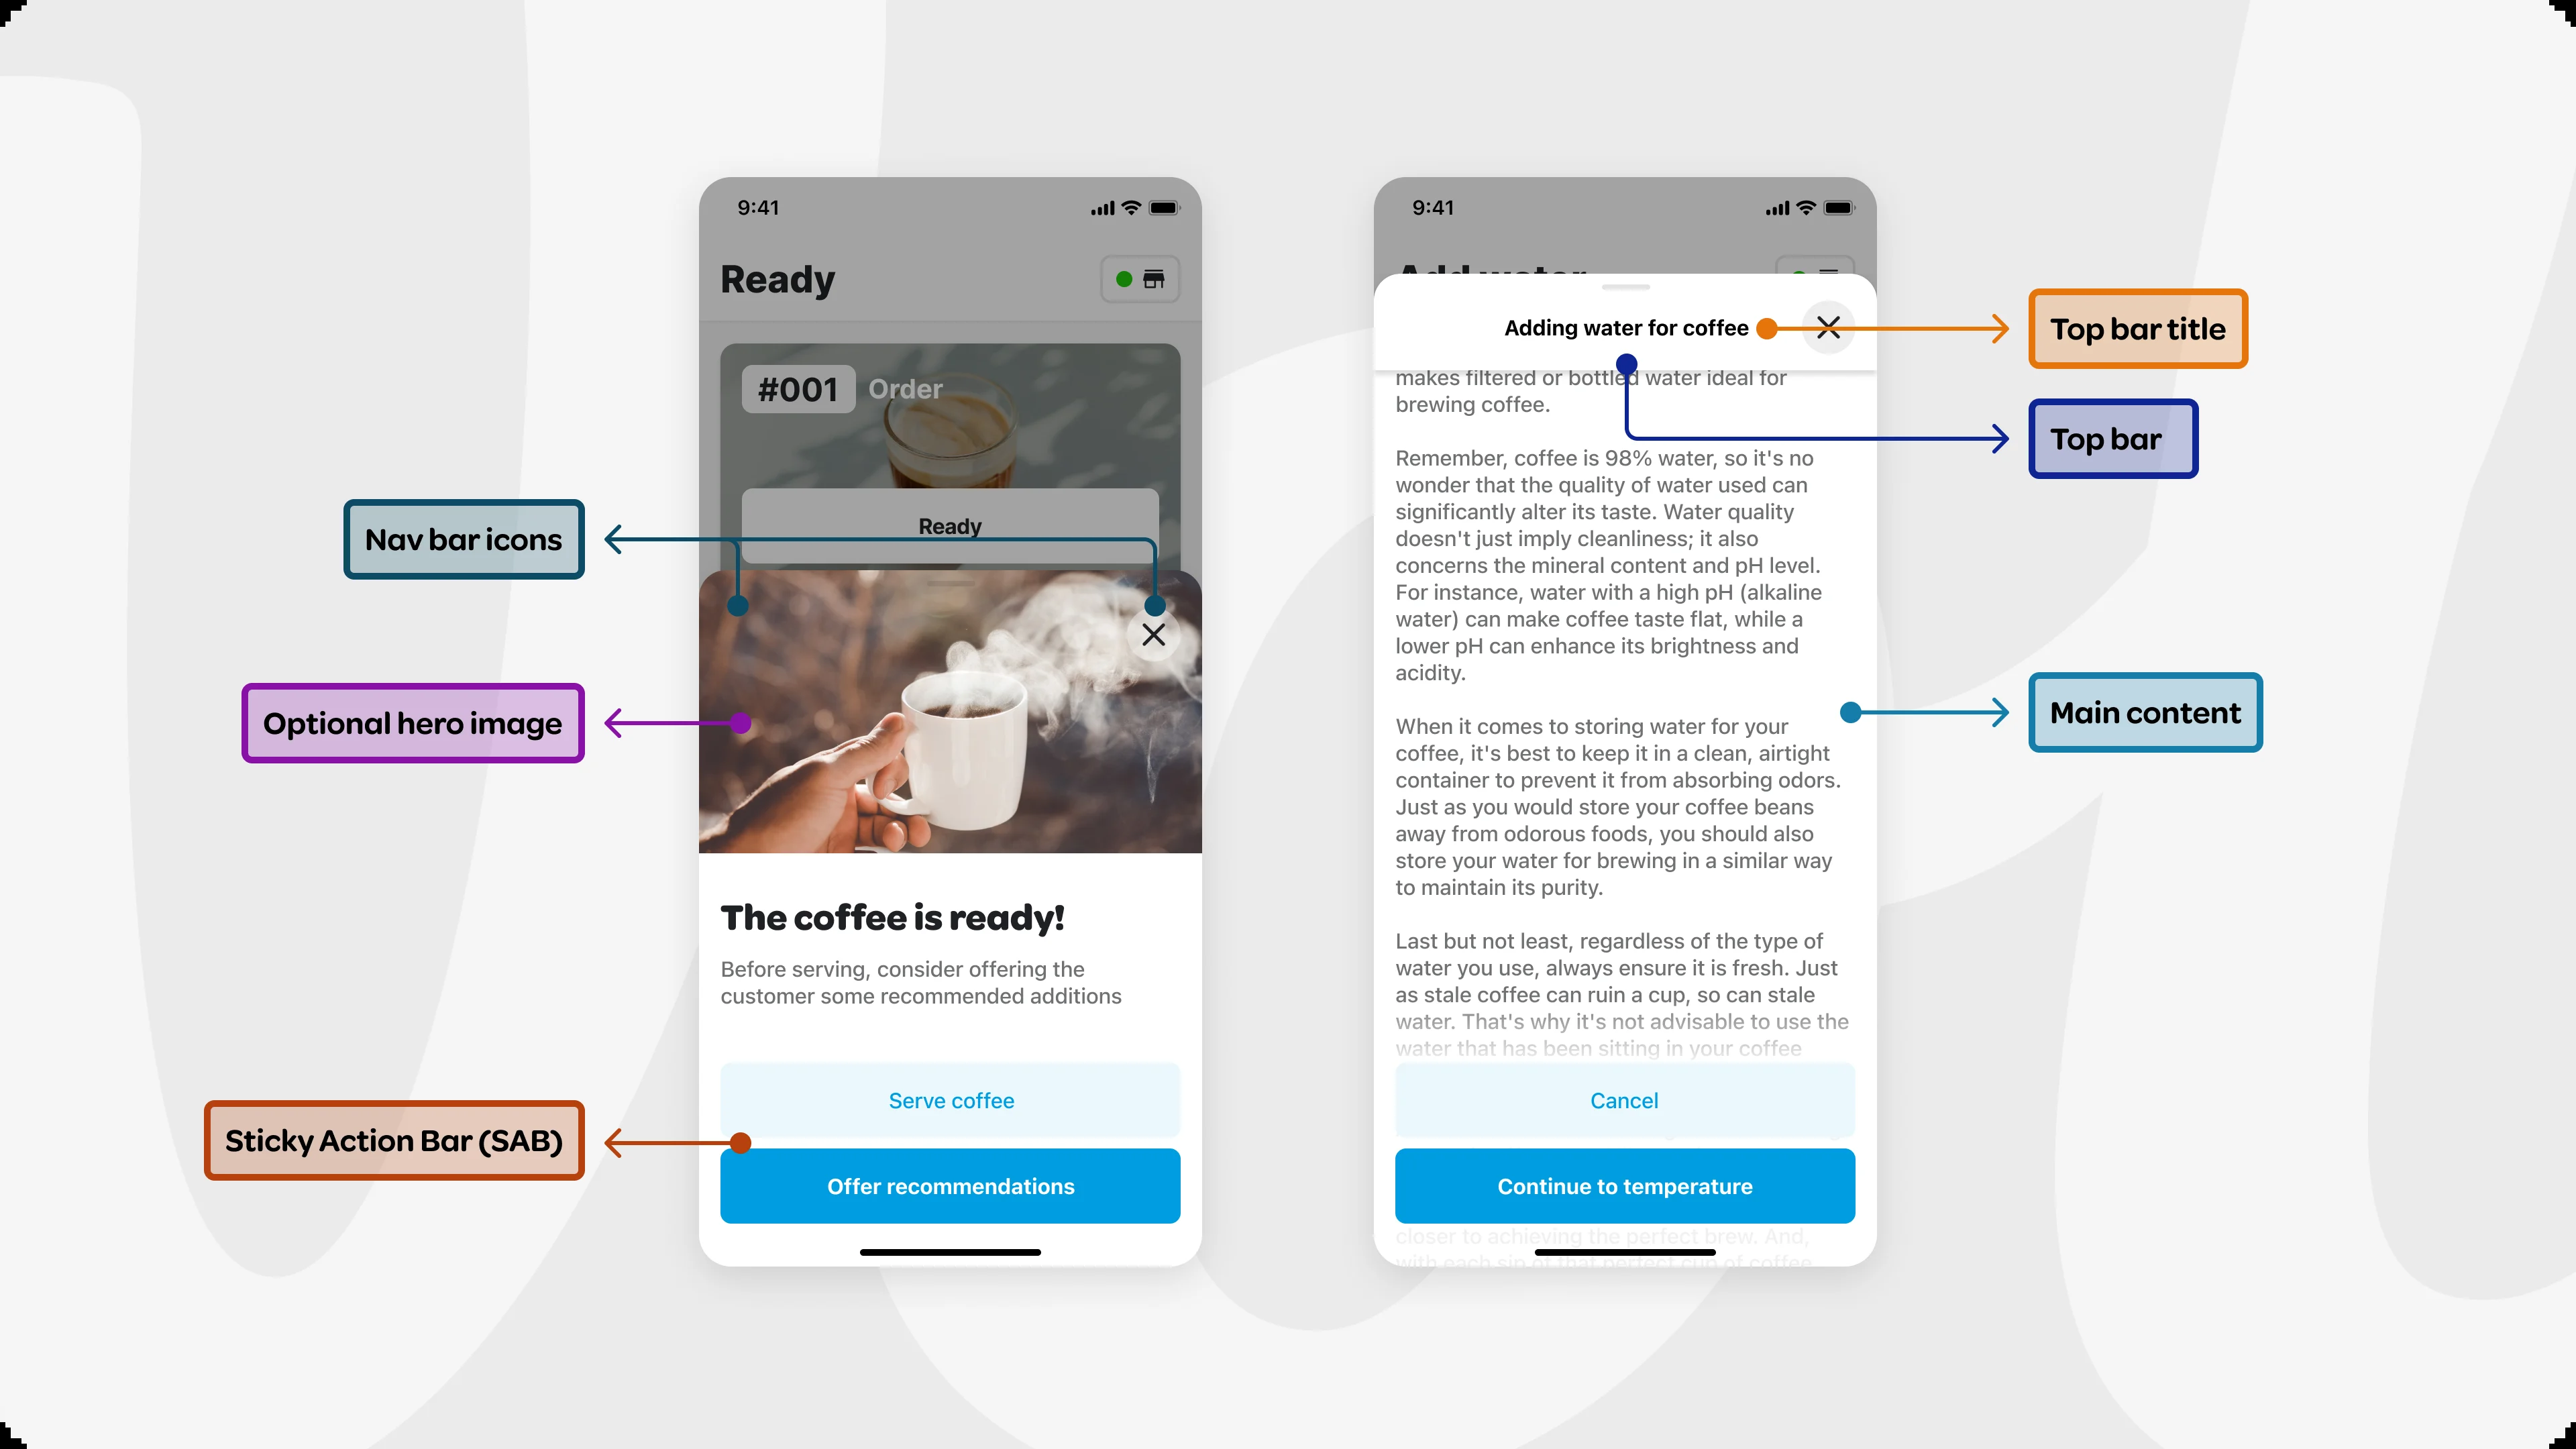 Nav bar icons
Optional hero image
Sticky Action Bar (SAB)
9:41
Ready
#001 Order
Ready
The coffee is ready!
Before serving, consider offering the
customer some recommended additions
Serve coffee
Offer recommendations
9:41
Add water
Adding water for coffee
makes filtered or bottled water ideal for
brewing coffee.
Remember, coffee is 98% water, so it's no
wonder that the quality of water used can
significantly alter its taste. Water quality
doesn't just imply cleanliness; it also
concerns the mineral content and pH level.
For instance, water with a high pH (alkaline
water) can make coffee taste flat, while a
lower pH can enhance its brightness and
acidity.
When it comes to storing water for your
coffee, it's best to keep it in a clean, airtight
container to prevent it from absorbing odors.
Just as you would store your coffee beans
away from odorous foods, you should also
store your water for brewing in a similar way
to maintain its purity.
Last but not least, regardless of the type of
water you use, always ensure it is fresh. Just
as stale coffee can ruin a cup, so can stale
water. That's why it's not advisable to use the
water that has been sitting in your coffee
Cancel
Continue to temperature
closer to achieving the perfect brew. And,
with each sip of that perfect cup of coffee
Top bar title
Top bar
Main content